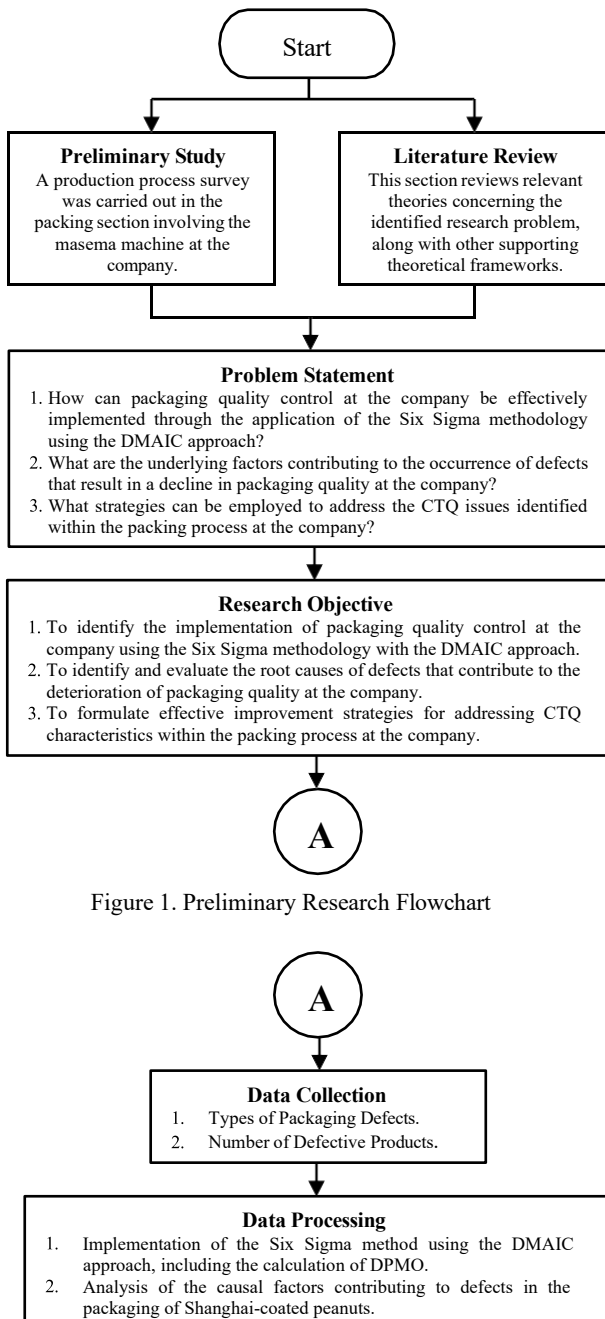 Start
Preliminary Study
A production process survey
was carried out in the
packing section involving the
masema machine at the
company.
Literature Review
This section reviews relevant
theories concerning the
identified research problem,
along with other supporting
theoretical frameworks.
Problem Statement
1. How can packaging quality control at the company be effectively
implemented through the application of the Six Sigma methodology
using the DMAIC approach?
2. What are the underlying factors contributing to the occurrence of defects
that result in a decline in packaging quality at the company?
3. What strategies can be employed to address the CTQ issues identified
within the packing process at the company?
Research Objective
1. To identify the implementation of packaging quality control at the
company using the Six Sigma methodology with the DMAIC approach.
2. To identify and evaluate the root causes of defects that contribute to the
deterioration of packaging quality at the company.
3. To formulate effective improvement strategies for addressing CTQ
characteristics within the packing process at the company.
A
Figure 1. Preliminary Research Flowchart
A
Data Collection
1. Types of Packaging Defects.
2. Number of Defective Products.
Data Processing
1. Implementation of the Six Sigma method using the DMAIC
approach, including the calculation of DPMO.
2. Analysis of the causal factors contributing to defects in the
packaging of Shanghai-coated peanuts.